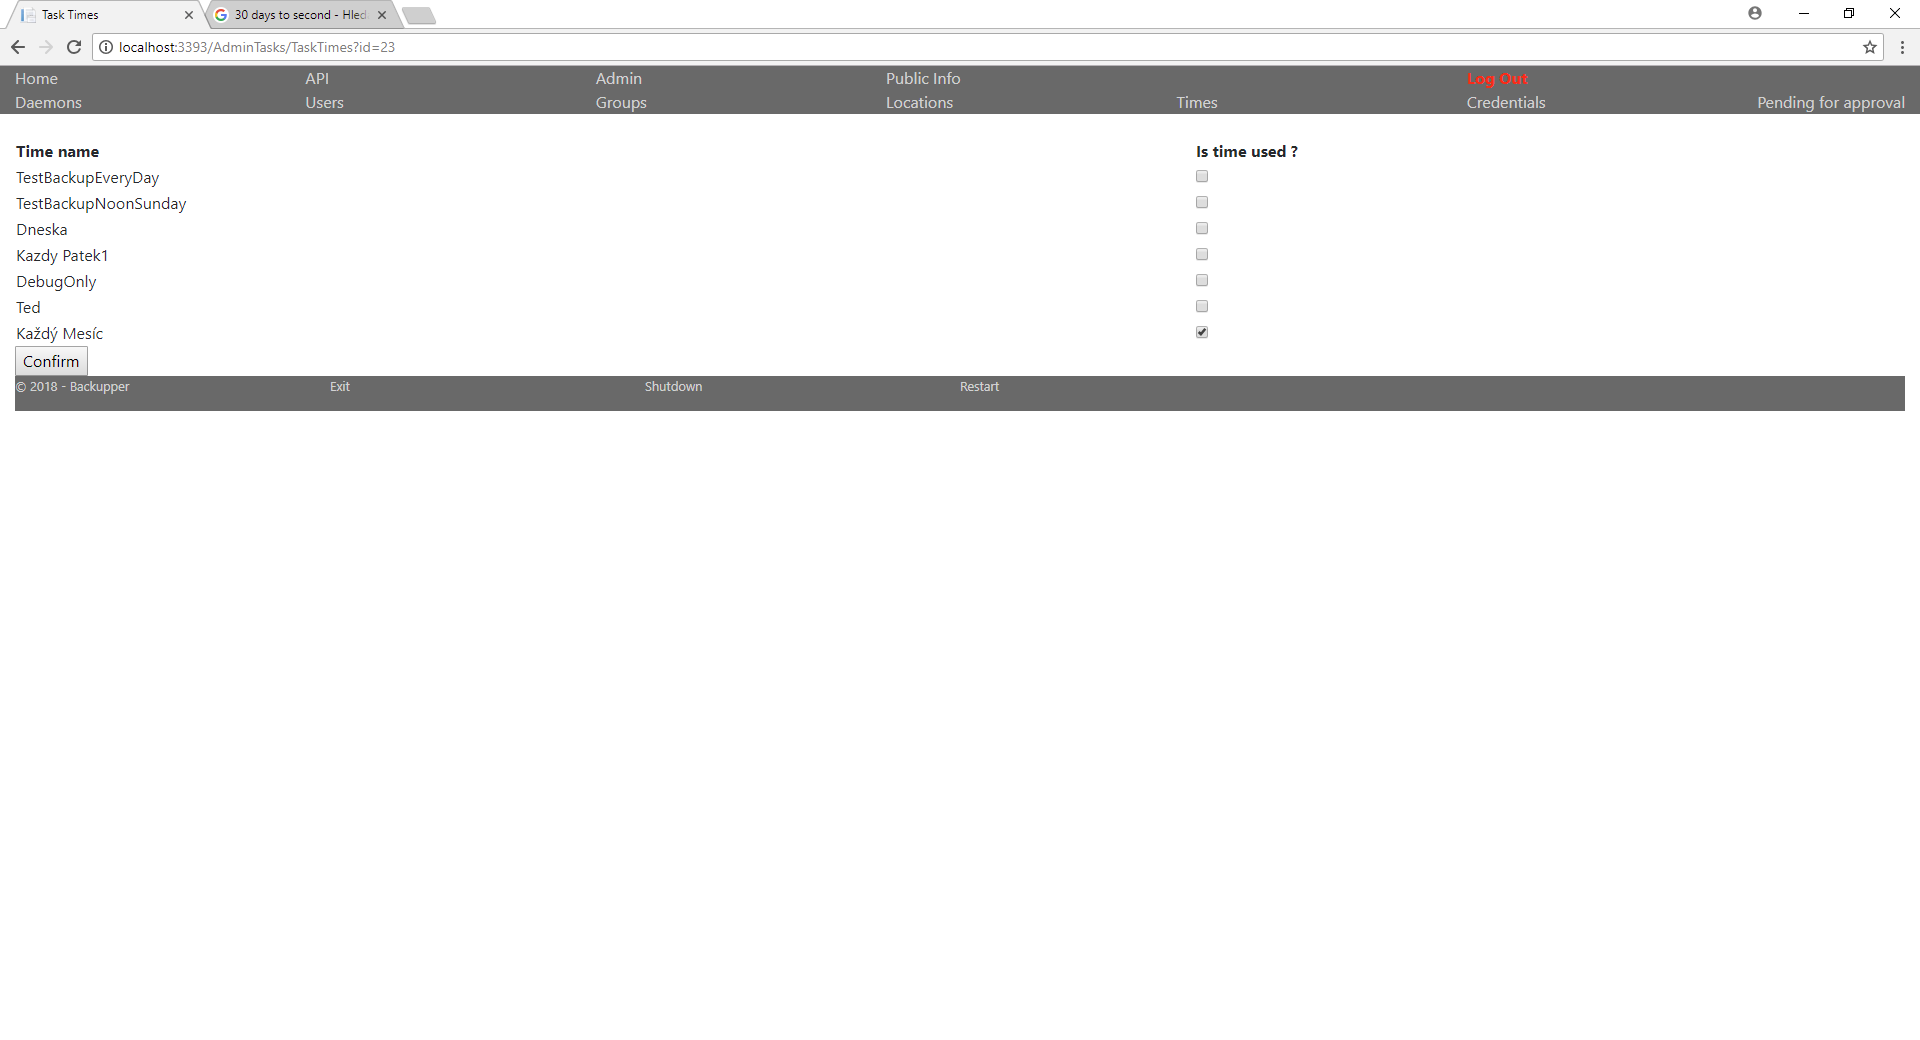 Task Times
30 days to second - Hled
localhost:3393/AdminTasks/TaskTimes?id=23
Home API Admin Public Info Log Out
Daemons Users Groups Locations Times Credentials Pending for approval
Time name Is time used ?
TestBackupEveryDay
TestBackupNoonSunday
Dneska
Kazdy Patek1
DebugOnly
Ted
Každý Mesíc
Confirm
© 2018 - Backupper Exit Shutdown Restart